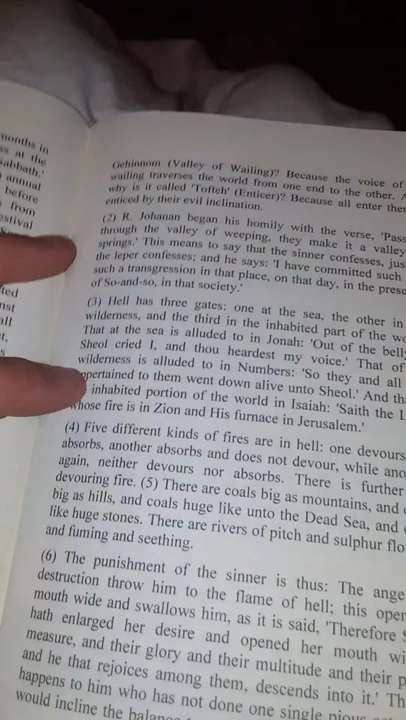 months in
at the
Sabbath.'
annual
before
from
Gehinnom (Valley of Wailing)? Because the voice of
wailing traverses the world from one end to the other.
why is it called 'Tofteh' (Enticer)? Because all enter
enticed by their evil inclination.
(2) R. Johanan began his homily with the verse, 'Pass
through the valley of weeping, they make it a valley
springs.' This means to say that the sinner confesses, jus
the leper confesses; and he says: 'I have committed such
such a transgression in that place, on that day, in the prese
of So-and-so, in that society.'
(3) Hell has three gates: one at the sea, the other in
wilderness, and the third in the inhabited part of the wo
That at the sea is alluded to in Jonah: 'Out of the bell
Sheol cried I, and thou heardest my voice.' That of
wilderness is alluded to in Numbers: 'So they and all
pertained to them went down alive unto Sheol.' And th
inhabited portion of the world in Isaiah: 'Saith the L
whose fire is in Zion and His furnace in Jerusalem.'
(4) Five different kinds of fires are in hell: one devours
absorbs, another absorbs and does not devour, while ano
again, neither devours nor absorbs. There is further
devouring fire. (5) There are coals big as mountains, and
big as hills, and coals huge like unto the Dead Sea, and
like huge stones. There are rivers of pitch and sulphur flo
and fuming and seething.
(6) The punishment of the sinner is thus: The ange
destruction throw him to the flame of hell; this open
mouth wide and swallows him, as it is said, 'Therefore S
hath enlarged her desire and opened her mouth wi
measure, and their glory and their multitude and their p
and he that rejoices among them, descends into it.' Th
happens to him who has not done one single pious
would incline the balance